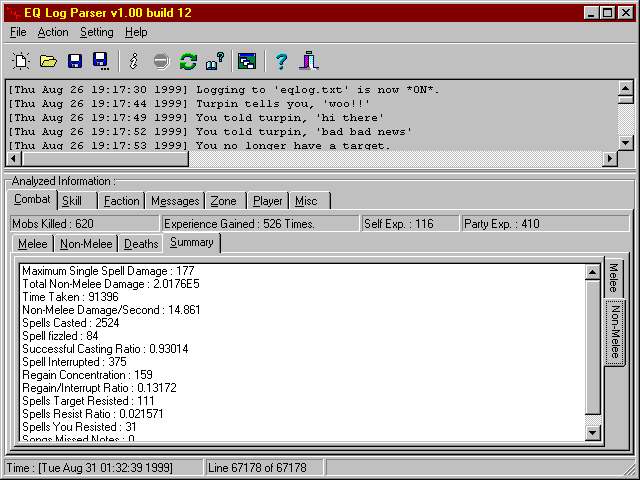 EQ Log Parser v1.00 build 12
File Action Setting Help
[Thu Aug 26 19:17:30 1999] Logging to 'eqlog.txt' is now *ON*.
[Thu Aug 26 19:17:44 1999] Turpin tells you, 'woo!!'
[Thu Aug 26 19:17:49 1999] You told turpin, 'hi there'
[Thu Aug 26 19:17:52 1999] You told turpin, 'bad bad news'
[Thu Aug 26 19:17:53 1999] You no longer have a target.
Analyzed Information :
Combat Skill Faction Messages Zone Player Misc
Mobs Killed : 620 Experience Gained : 526 Times. Self Exp. : 116 Party Exp. : 410
Melee Non-Melee Deaths Summary
Maximum Single Spell Damage : 177
Total Non-Melee Damage : 2.0176E5
Time Taken : 91396
Non-Melee Damage/Second : 14.861
Spells Casted : 2524
Spell fizzled : 84
Successful Casting Ratio : 0.93014
Spell Interrupted : 375
Regain Concentration : 159
Regain/Interrupt Ratio : 0.13172
Spells Target Resisted : 111
Spells Resist Ratio : 0.021571
Spells You Resisted : 31
Songs Missed Notes : 0
Melee
Non-Melee
Time : [Tue Aug 31 01:32:39 1999] Line 67178 of 67178